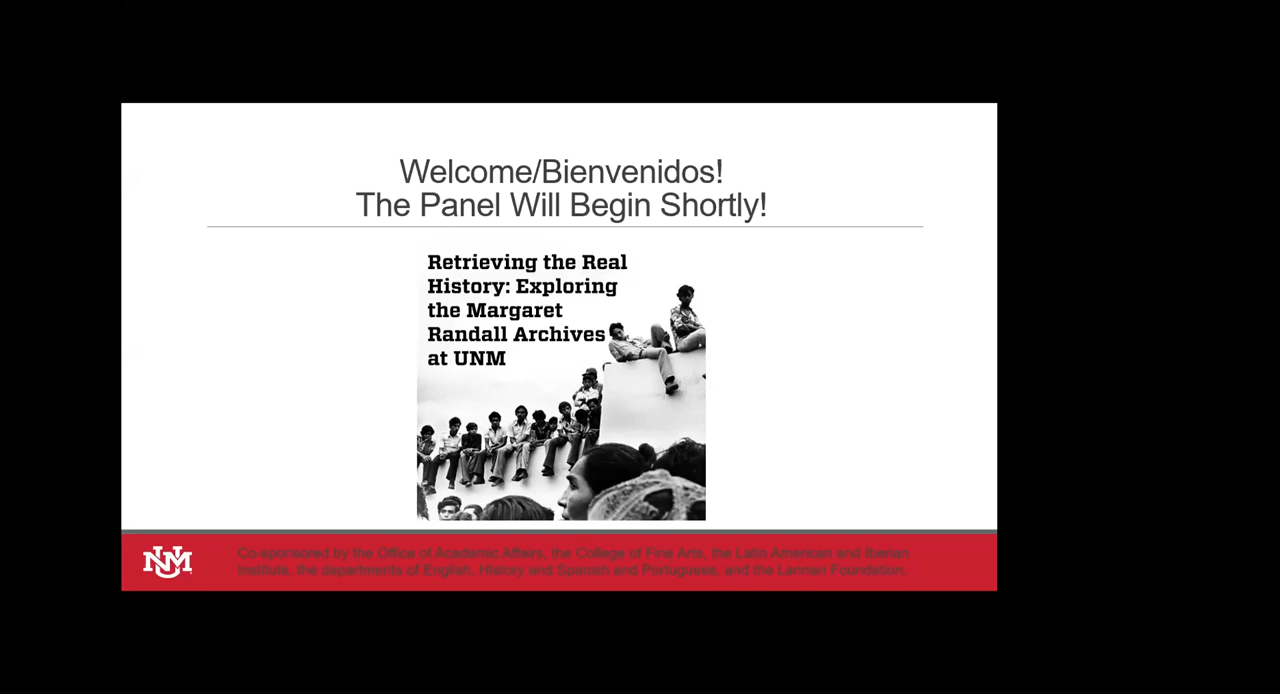 Welcome/Bienvenidos!
The Panel Will Begin Shortly!
Retrieving the Real
History: Exploring
the Margaret
Randall Archives
at UNM
UNM
Co-sponsored by the Office of Academic Affairs, the College of Fine Arts, the Latin American and Iberian
Institute, the departments of English, History and Spanish and Portuguese, and the Lannan Foundation.